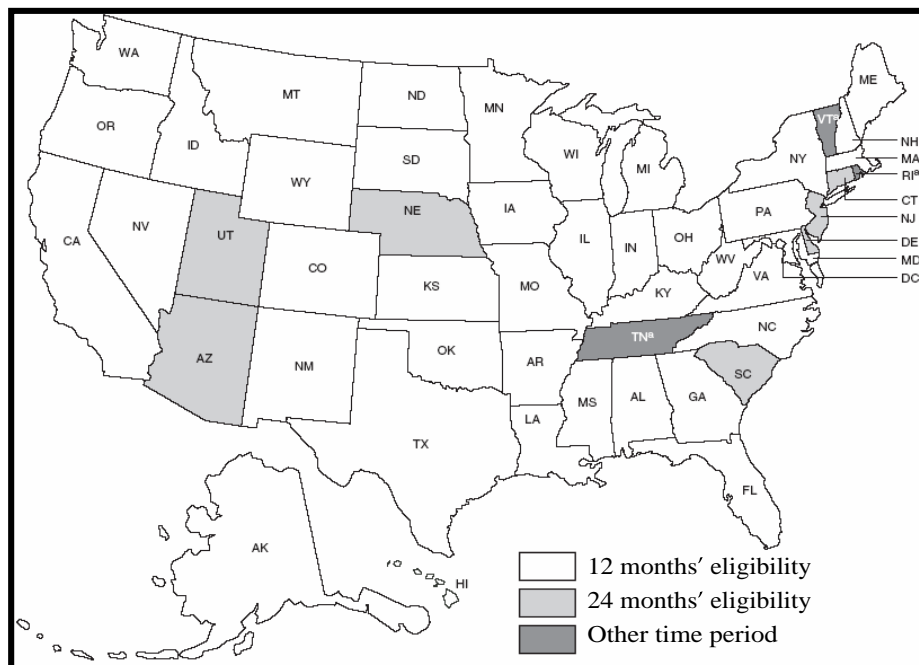 WA
MT
ND
MN
ME
OR
ID
SD
WI
MI
NY
VTª
NH
MA
RIª
CT
NJ
DE
MD
DC
WY
NE
IA
PA
CA
NV
UT
CO
KS
MO
IL
IN
OH
WV
VA
KY
NC
AZ
NM
OK
AR
TNª
SC
MS
AL
GA
LA
TX
FL
AK
HI
12 months′ eligibility
24 months′ eligibility
Other time period